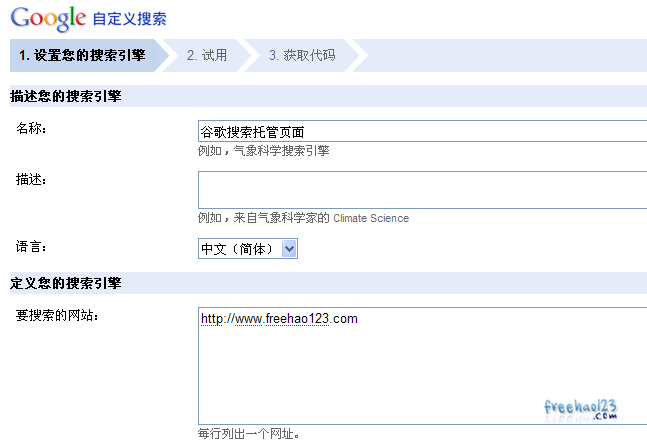 Google 自定义搜索
1. 设置您的搜索引擎 2. 试用 3. 获取代码
描述您的搜索引擎
名称： 谷歌搜索托管页面
例如，气象科学搜索引擎
描述：
例如，来自气象科学家的 Climate Science
语言： 中文（简体）
定义您的搜索引擎
要搜索的网站： http://www.freehao123.com
freehao123
.com
每行列出一个网址。